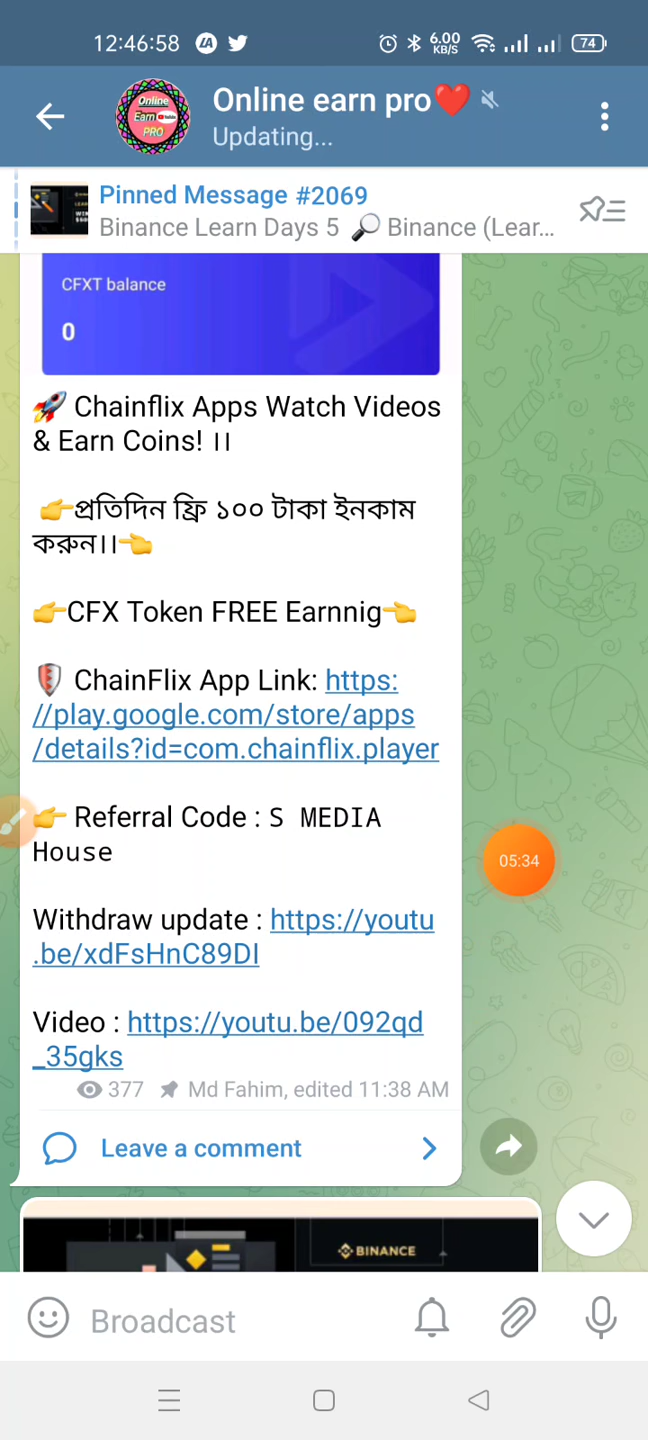 12:46:58
6.00
KB/S
74
Online
Earn YouTube
PRO
Online earn pro❤️
Updating...
Pinned Message #2069
Binance Learn Days 5 🔎 Binance (Lear...
CFXT balance
0
🚀 Chainflix Apps Watch Videos
& Earn Coins! ।।
👉প্রতিদিন ফ্রি ১০০ টাকা ইনকাম
করুন।।👈
👉CFX Token FREE Earnnig👈
🛡 ChainFlix App Link: https:
//play.google.com/store/apps
/details?id=com.chainflix.player
👉 Referral Code : S MEDIA
House
05:34
Withdraw update : https://youtu
.be/xdFsHnC89DI
Video : https://youtu.be/092qd
_35gks
377 Md Fahim, edited 11:38 AM
Leave a comment
BINANCE
Broadcast